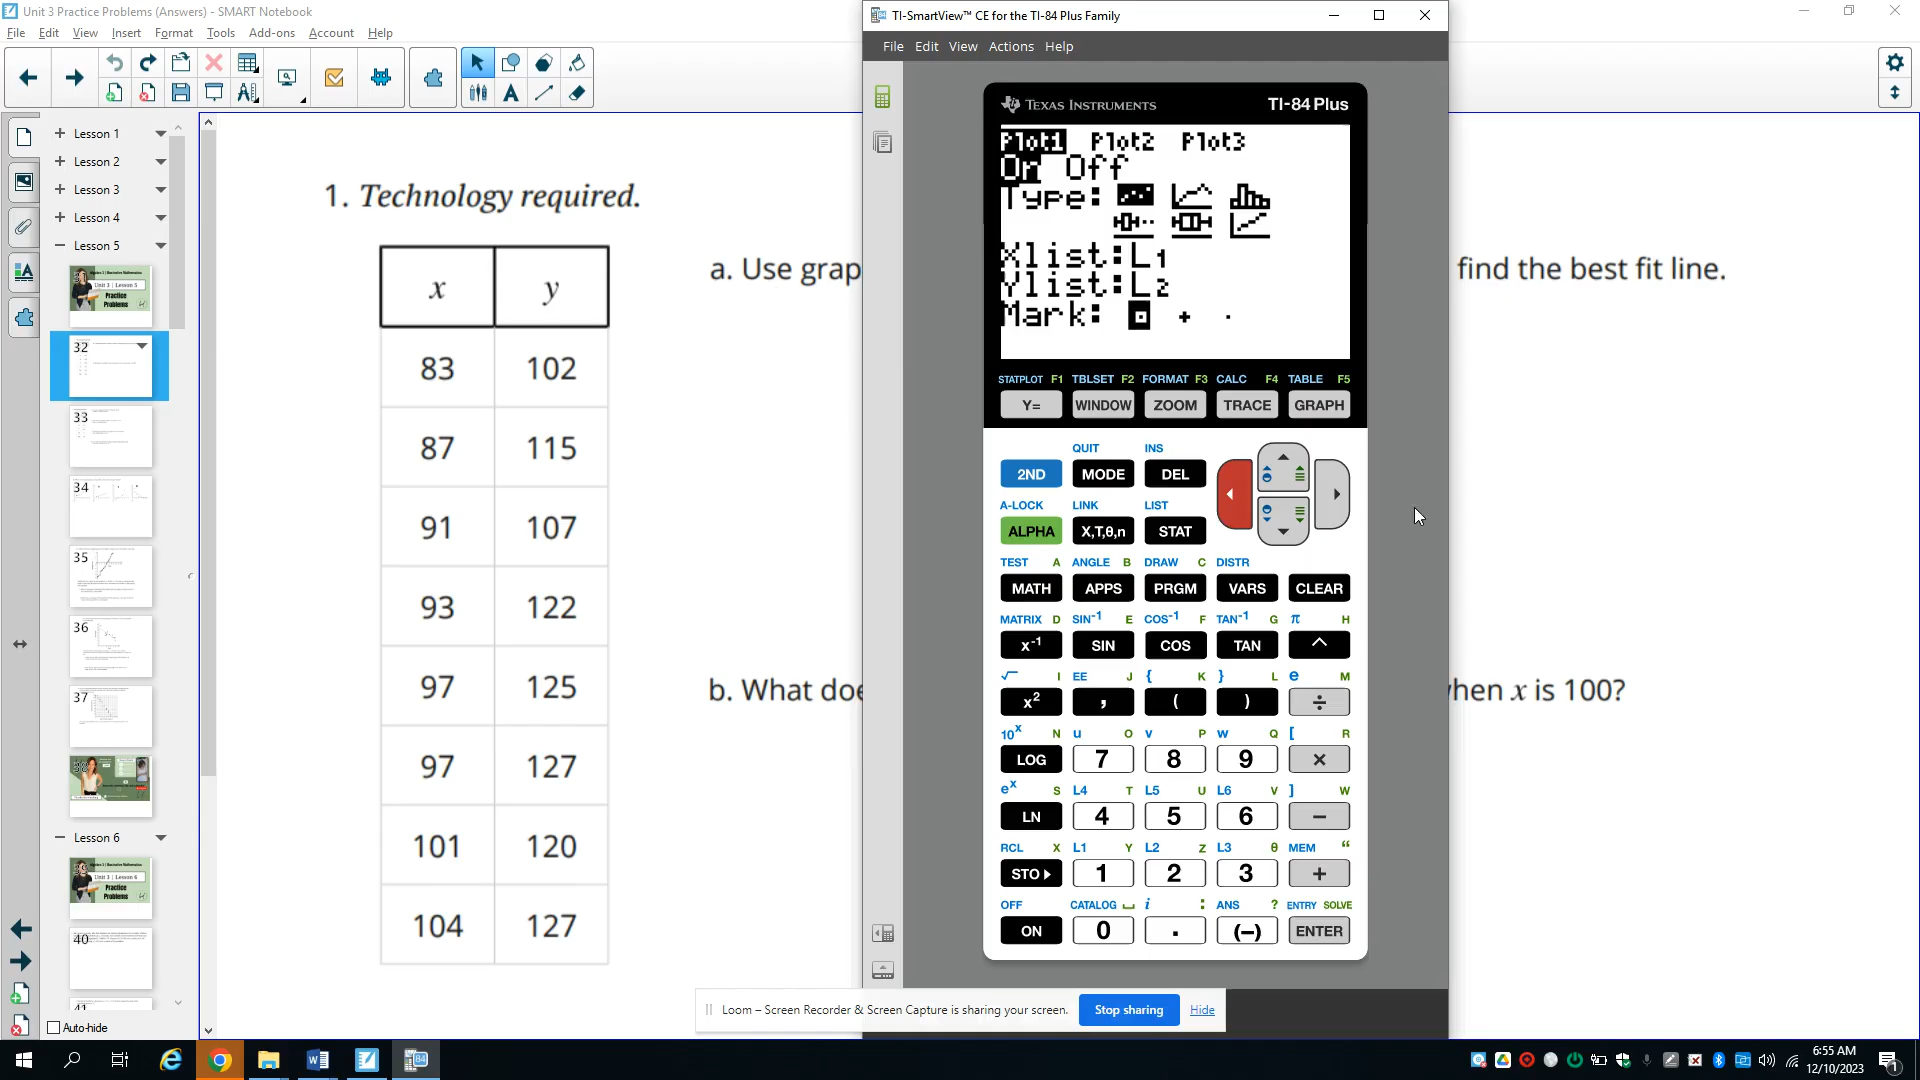 Unit 3 Practice Problems (Answers) - SMART Notebook
File Edit View Insert Format Tools Add-ons Account Help
Lesson 1
Lesson 2
Lesson 3
Lesson 4
Lesson 5
Practice
Problems
32
33
34
35
36
37
Lesson 6
Practice
Problems
40
41
Auto-hide
1. Technology required.
x y
83 102
87 115
91 107
93 122
97 125
97 127
101 120
104 127
a. Use grap
find the best fit line.
b. What doe
when x is 100?
TI-SmartView™ CE for the TI-84 Plus Family
File Edit View Actions Help
TEXAS INSTRUMENTS TI-84 Plus
Plot1 Plot2 Plot3
On Off
Type:
Xlist:L1
Ylist:L2
Mark:
STATPLOT F1 TBLSET F2 FORMAT F3 CALC F4 TABLE F5
Y= WINDOW ZOOM TRACE GRAPH
QUIT INS
2ND MODE DEL
A-LOCK LINK LIST
ALPHA X,T,θ,n STAT
TEST A ANGLE B DRAW C DISTR
MATH APPS PRGM VARS CLEAR
MATRIX D SIN-1 E COS-1 F TAN-1 G π H
x-1 SIN COS TAN ^
√ I EE J { K } L e M
x2 , ( ) ÷
10x N u O v P w Q [ R
LOG 7 8 9 ×
ex S L4 T L5 U L6 V ] W
LN 4 5 6 −
RCL X L1 Y L2 Z L3 θ MEM “
STO 1 2 3 +
OFF CATALOG i : ANS ? ENTRY SOLVE
ON 0 . (−) ENTER
Loom – Screen Recorder & Screen Capture is sharing your screen. Stop sharing Hide
6:55 AM
12/10/2023